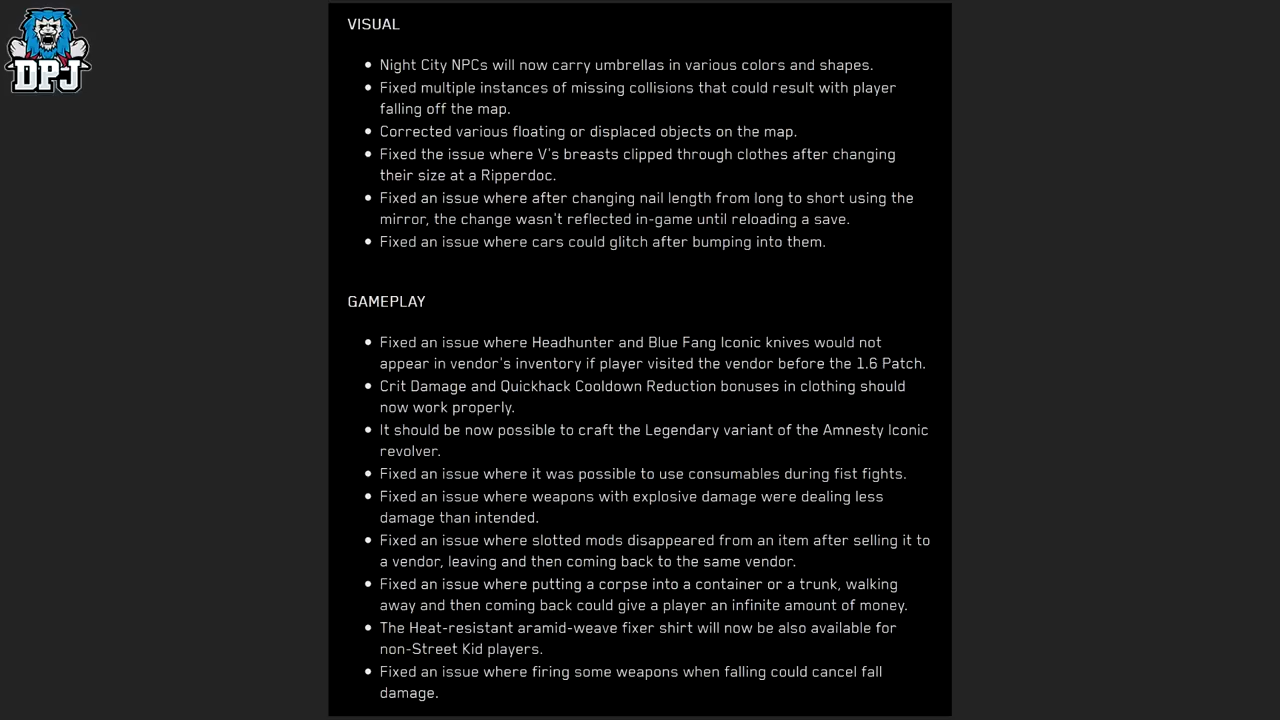 DPJ
VISUAL
Night City NPCs will now carry umbrellas in various colors and shapes.
Fixed multiple instances of missing collisions that could result with player
falling off the map.
Corrected various floating or displaced objects on the map.
Fixed the issue where V's breasts clipped through clothes after changing
their size at a Ripperdoc.
Fixed an issue where after changing nail length from long to short using the
mirror, the change wasn't reflected in-game until reloading a save.
Fixed an issue where cars could glitch after bumping into them.
GAMEPLAY
Fixed an issue where Headhunter and Blue Fang Iconic knives would not
appear in vendor's inventory if player visited the vendor before the 1.6 Patch.
Crit Damage and Quickhack Cooldown Reduction bonuses in clothing should
now work properly.
It should be now possible to craft the Legendary variant of the Amnesty Iconic
revolver.
Fixed an issue where it was possible to use consumables during fist fights.
Fixed an issue where weapons with explosive damage were dealing less
damage than intended.
Fixed an issue where slotted mods disappeared from an item after selling it to
a vendor, leaving and then coming back to the same vendor.
Fixed an issue where putting a corpse into a container or a trunk, walking
away and then coming back could give a player an infinite amount of money.
The Heat-resistant aramid-weave fixer shirt will now be also available for
non-Street Kid players.
Fixed an issue where firing some weapons when falling could cancel fall
damage.